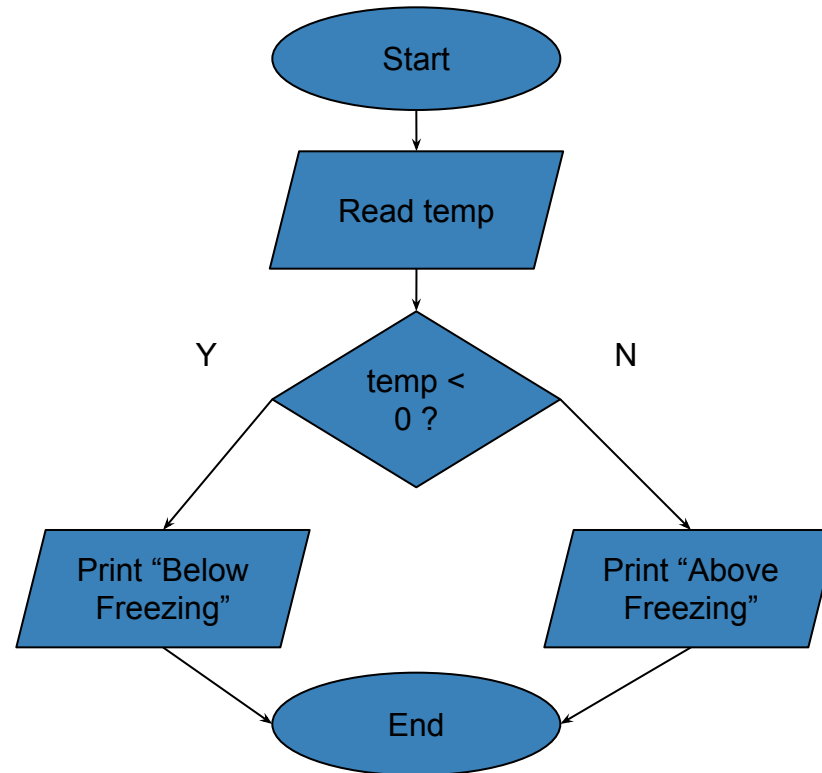 Start
Read temp
Y
N
temp <
0 ?
Print “Below
Freezing”
Print “Above
Freezing”
End